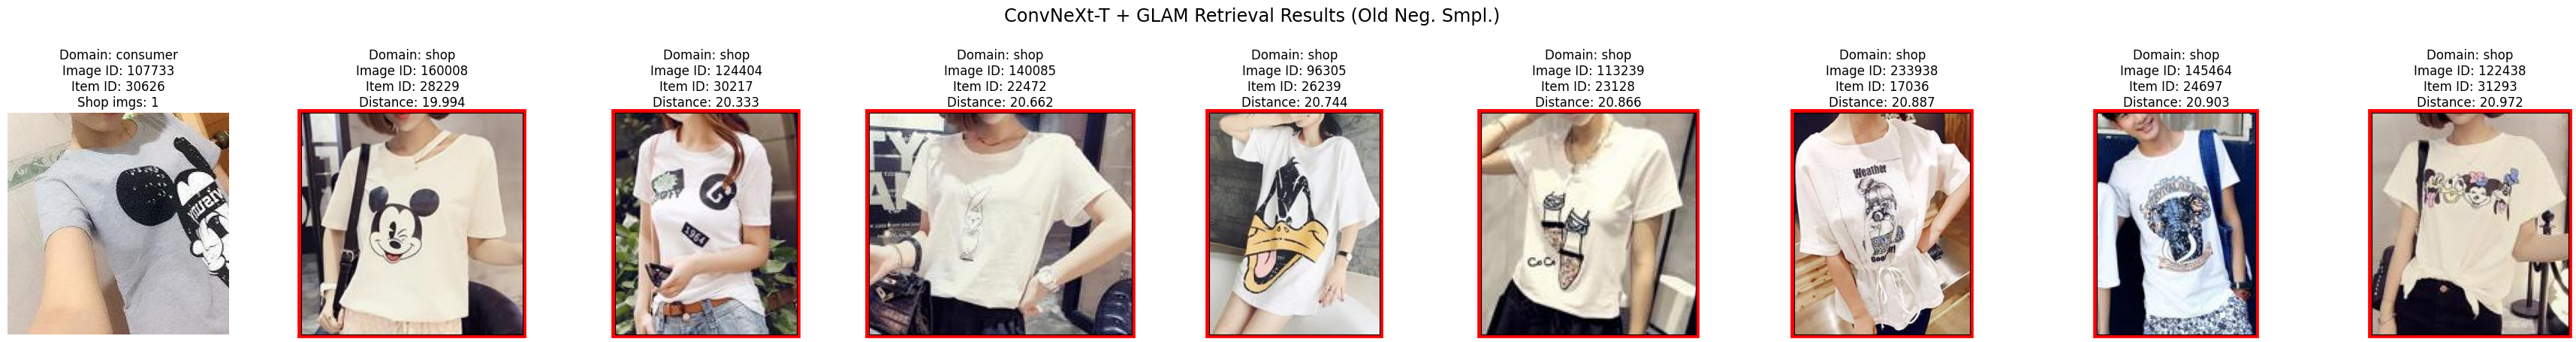 ConvNeXt-T + GLAM Retrieval Results (Old Neg. Smpl.)
Domain: consumer
Image ID: 107733
Item ID: 30626
Shop imgs: 1
Domain: shop
Image ID: 160008
Item ID: 28229
Distance: 19.994
Domain: shop
Image ID: 124404
Item ID: 30217
Distance: 20.333
1964
Domain: shop
Image ID: 140085
Item ID: 22472
Distance: 20.662
Domain: shop
Image ID: 96305
Item ID: 26239
Distance: 20.744
Domain: shop
Image ID: 113239
Item ID: 23128
Distance: 20.866
CoCo
Domain: shop
Image ID: 233938
Item ID: 17036
Distance: 20.887
Weather
Domain: shop
Image ID: 145464
Item ID: 24697
Distance: 20.903
Domain: shop
Image ID: 122438
Item ID: 31293
Distance: 20.972